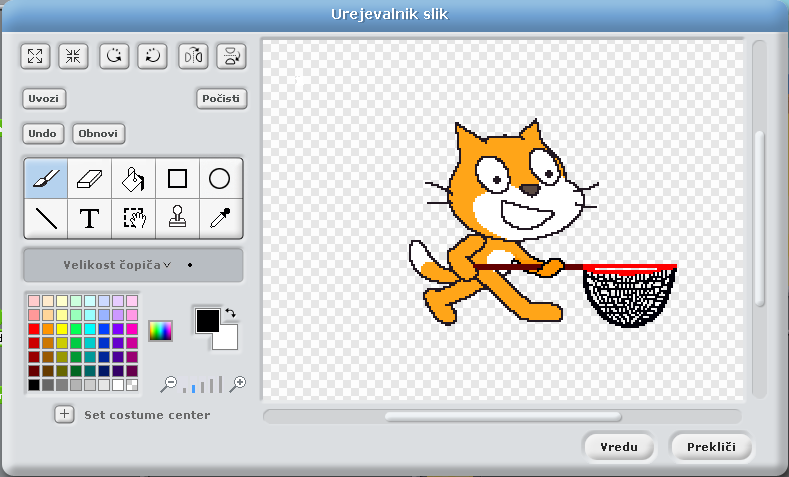 Urejevalnik slik
Uvozi
Počisti
Undo
Obnovi
T
Velikost čopiča
Set costume center
Vredu
Prekliči